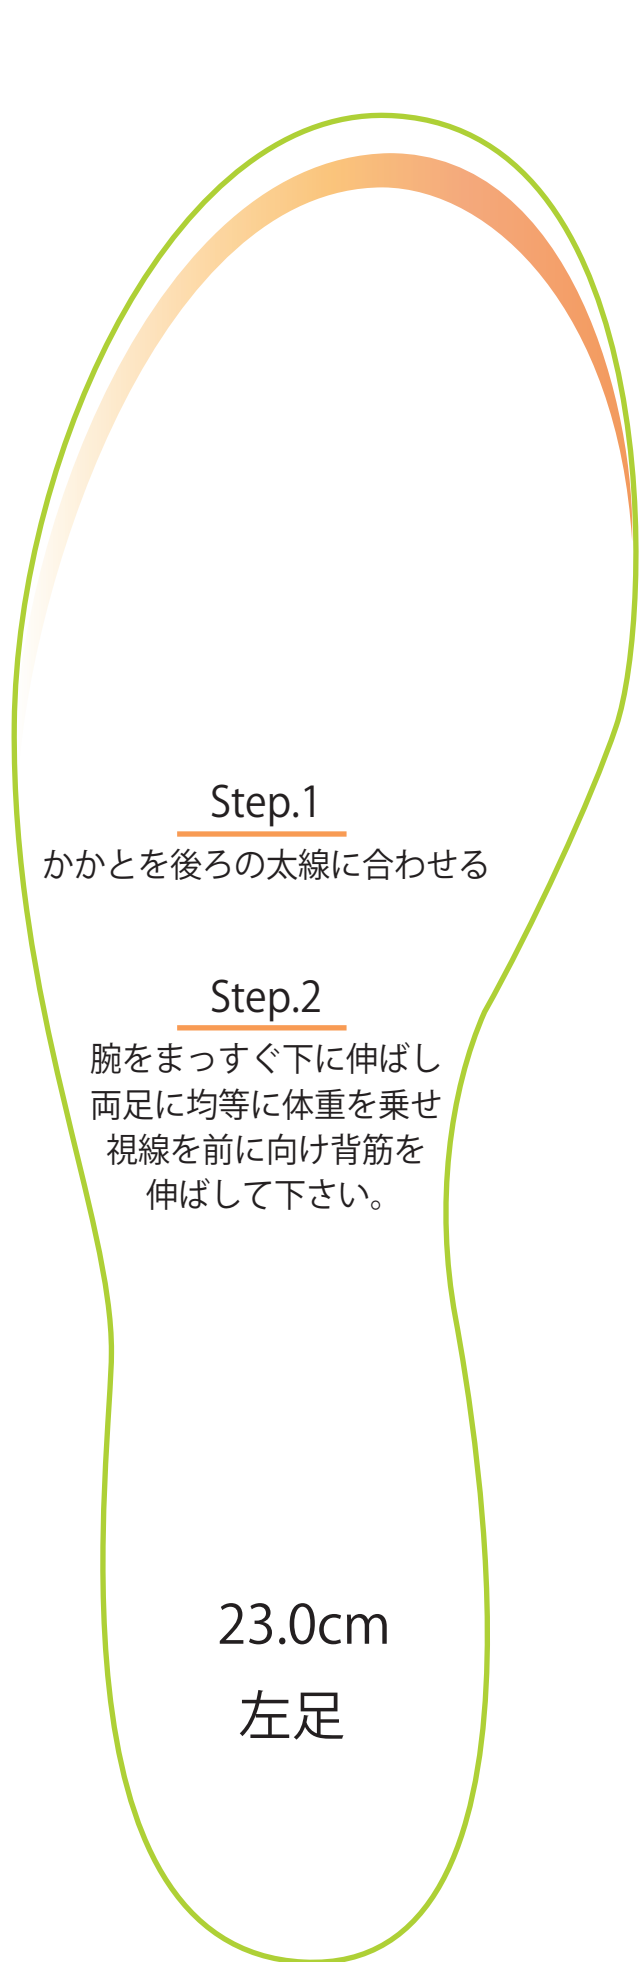 Step.1
かかとを後ろの太線に合わせる
Step.2
腕をまっすぐ下に伸ばし
両足に均等に体重を乗せ
視線を前に向け背筋を
伸ばして下さい。
23.0cm
左足